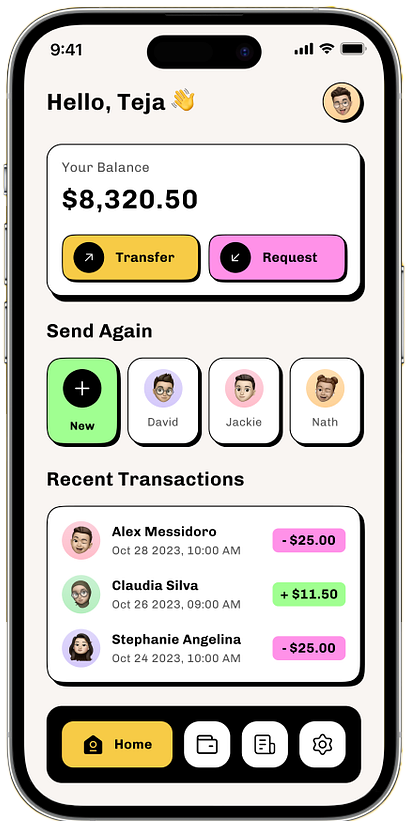 9:41
Hello, Teja 👋
Your Balance
$8,320.50
Transfer
Request
Send Again
New
David
Jackie
Nath
Recent Transactions
Alex Messidoro
- $25.00
Oct 28 2023, 10:00 AM
Claudia Silva
+ $11.50
Oct 26 2023, 09:00 AM
Stephanie Angelina
- $25.00
Oct 24 2023, 10:00 AM
Home